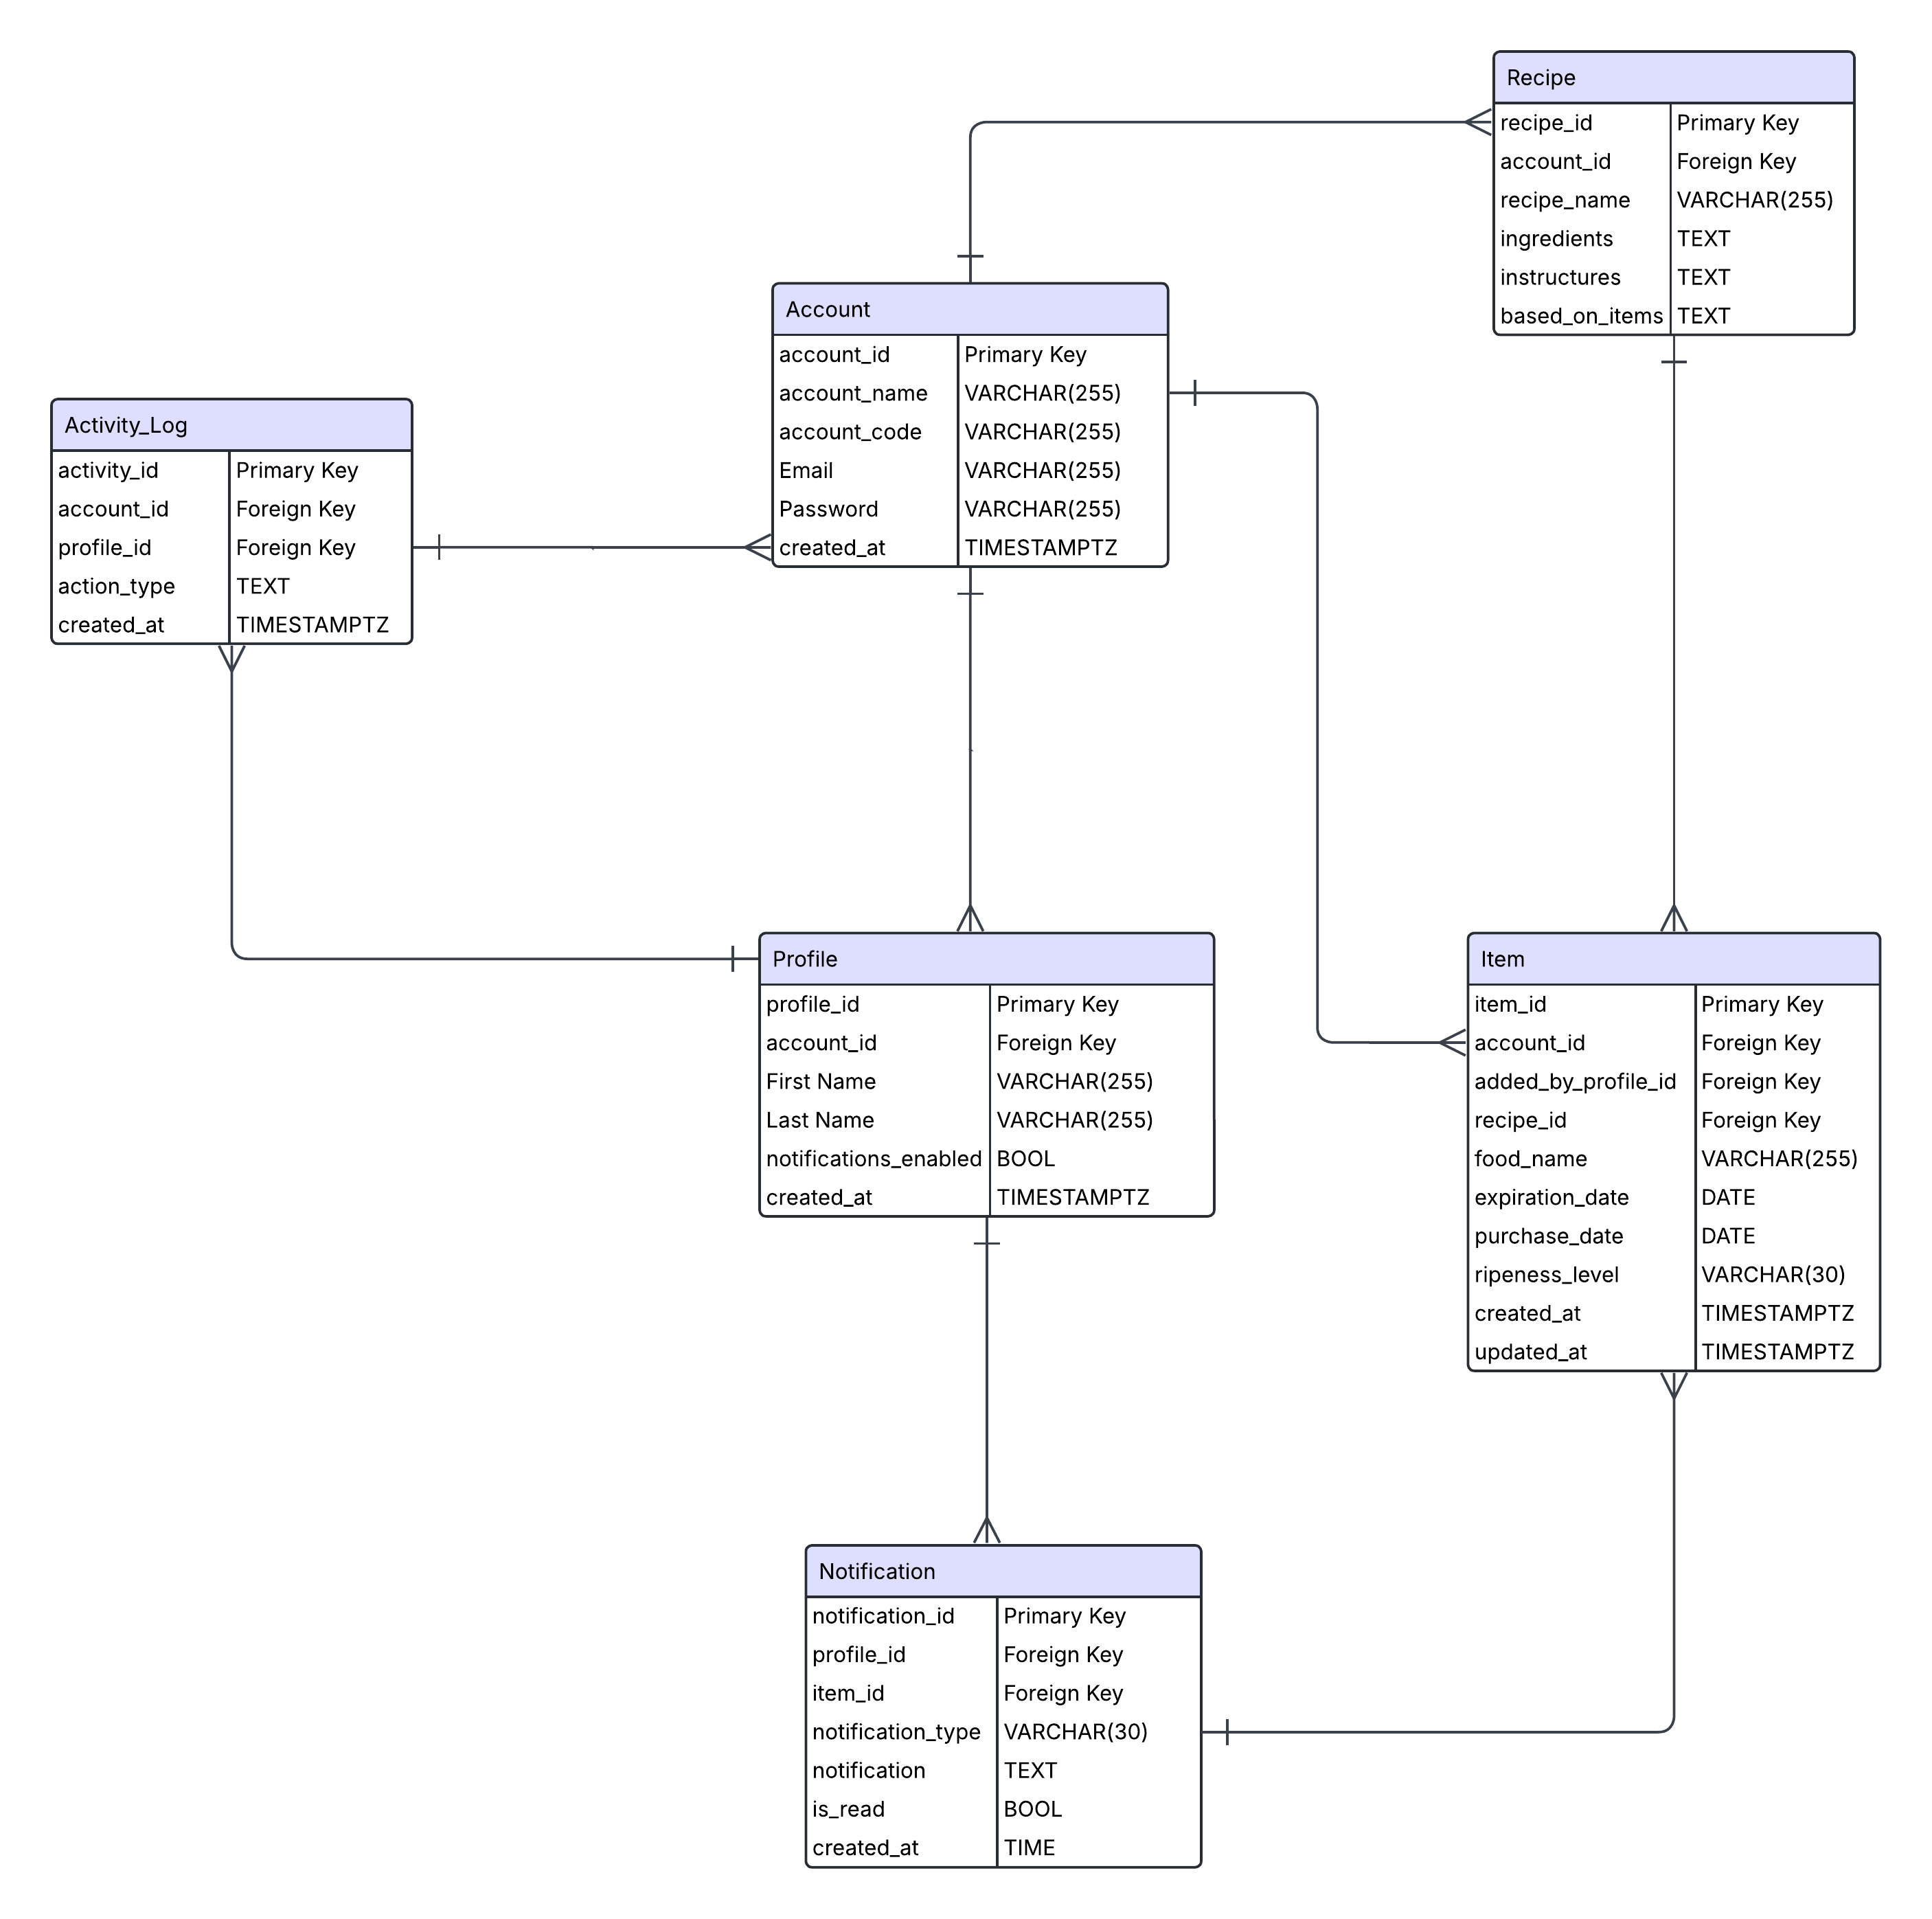 Recipe
recipe_id Primary Key
account_id Foreign Key
recipe_name VARCHAR(255)
ingredients TEXT
instructures TEXT
based_on_items TEXT
Account
account_id Primary Key
account_name VARCHAR(255)
account_code VARCHAR(255)
Email VARCHAR(255)
Password VARCHAR(255)
created_at TIMESTAMPTZ
Activity_Log
activity_id Primary Key
account_id Foreign Key
profile_id Foreign Key
action_type TEXT
created_at TIMESTAMPTZ
Profile
profile_id Primary Key
account_id Foreign Key
First Name VARCHAR(255)
Last Name VARCHAR(255)
notifications_enabled BOOL
created_at TIMESTAMPTZ
Item
item_id Primary Key
account_id Foreign Key
added_by_profile_id Foreign Key
recipe_id Foreign Key
food_name VARCHAR(255)
expiration_date DATE
purchase_date DATE
ripeness_level VARCHAR(30)
created_at TIMESTAMPTZ
updated_at TIMESTAMPTZ
Notification
notification_id Primary Key
profile_id Foreign Key
item_id Foreign Key
notification_type VARCHAR(30)
notification TEXT
is_read BOOL
created_at TIME